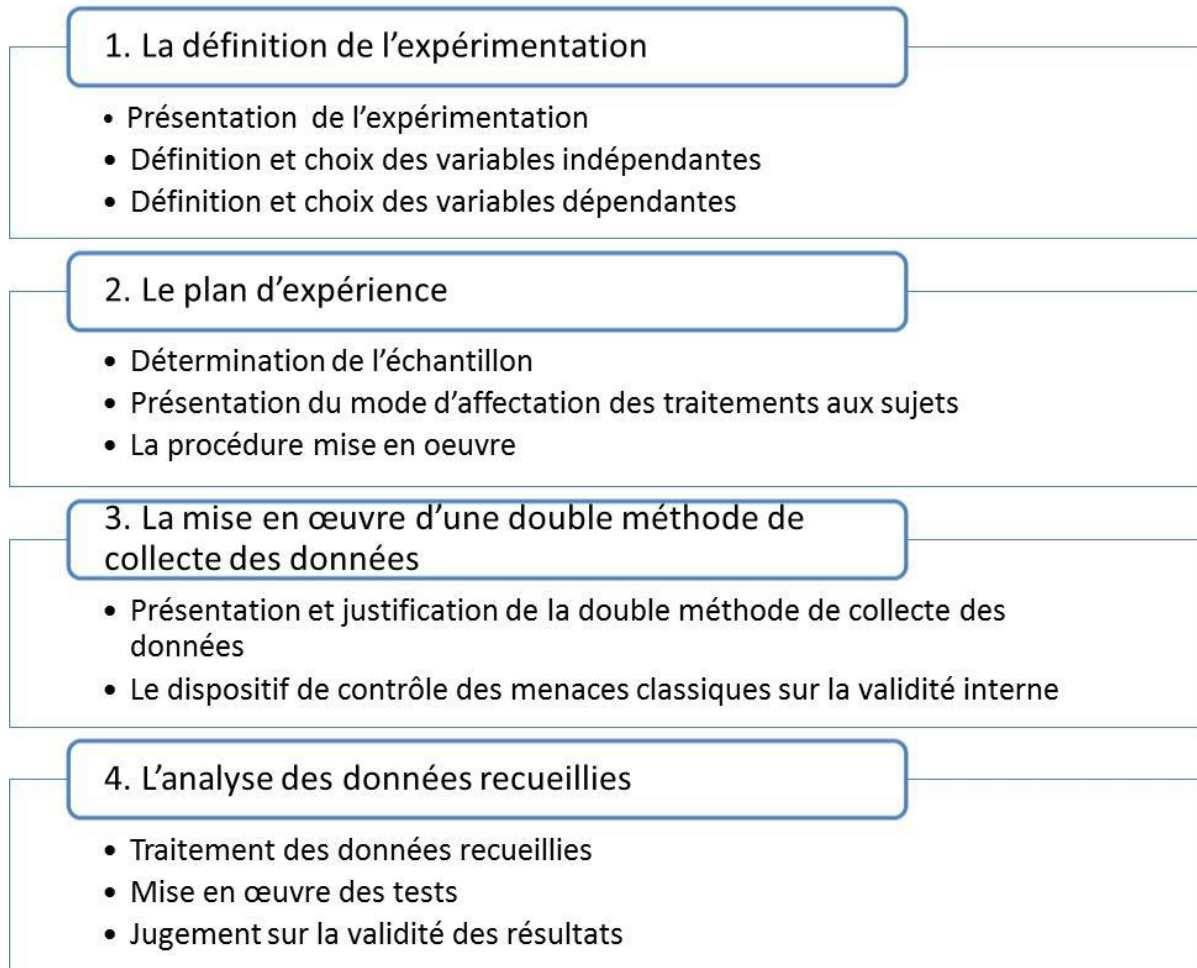 1. La définition de l’expérimentation
• Présentation de l’expérimentation
• Définition et choix des variables indépendantes
• Définition et choix des variables dépendantes
2. Le plan d’expérience
• Détermination de l’échantillon
• Présentation du mode d’affectation des traitements aux sujets
• La procédure mise en oeuvre
3. La mise en œuvre d’une double méthode de
collecte des données
• Présentation et justification de la double méthode de collecte des
données
• Le dispositif de contrôle des menaces classiques sur la validité interne
4. L’analyse des données recueillies
• Traitement des données recueillies
• Mise en œuvre des tests
• Jugement sur la validité des résultats